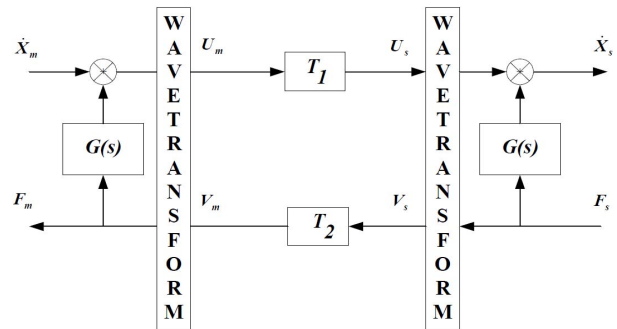 WAVETRANSFORM
WAVETRANSFORM
Ẋm
Um
T1
Us
Ẋs
G(s)
G(s)
Fm
Vm
T2
Vs
Fs